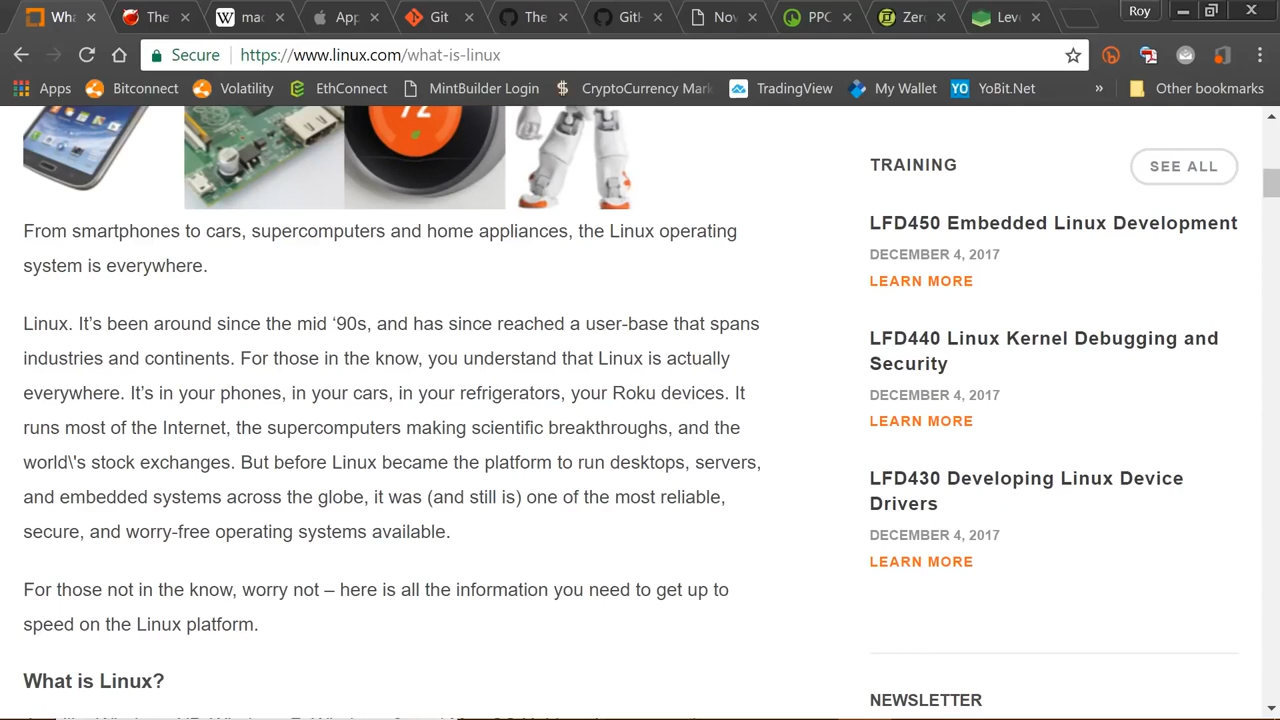 Wha
The
mac
App
Git
The
Gitl
Nov
PPC
Zero
Leve
Roy
Secure
https://www.linux.com/what-is-linux
Apps
Bitconnect
Volatility
EthConnect
MintBuilder Login
CryptoCurrency Mark
TradingView
My Wallet
YO
YoBit.Net
»
Other bookmarks
72
From smartphones to cars, supercomputers and home appliances, the Linux operating
system is everywhere.
Linux. It’s been around since the mid ‘90s, and has since reached a user-base that spans
industries and continents. For those in the know, you understand that Linux is actually
everywhere. It’s in your phones, in your cars, in your refrigerators, your Roku devices. It
runs most of the Internet, the supercomputers making scientific breakthroughs, and the
world\'s stock exchanges. But before Linux became the platform to run desktops, servers,
and embedded systems across the globe, it was (and still is) one of the most reliable,
secure, and worry-free operating systems available.
For those not in the know, worry not – here is all the information you need to get up to
speed on the Linux platform.
What is Linux?
TRAINING
SEE ALL
LFD450 Embedded Linux Development
DECEMBER 4, 2017
LEARN MORE
LFD440 Linux Kernel Debugging and
Security
DECEMBER 4, 2017
LEARN MORE
LFD430 Developing Linux Device
Drivers
DECEMBER 4, 2017
LEARN MORE
NEWSLETTER